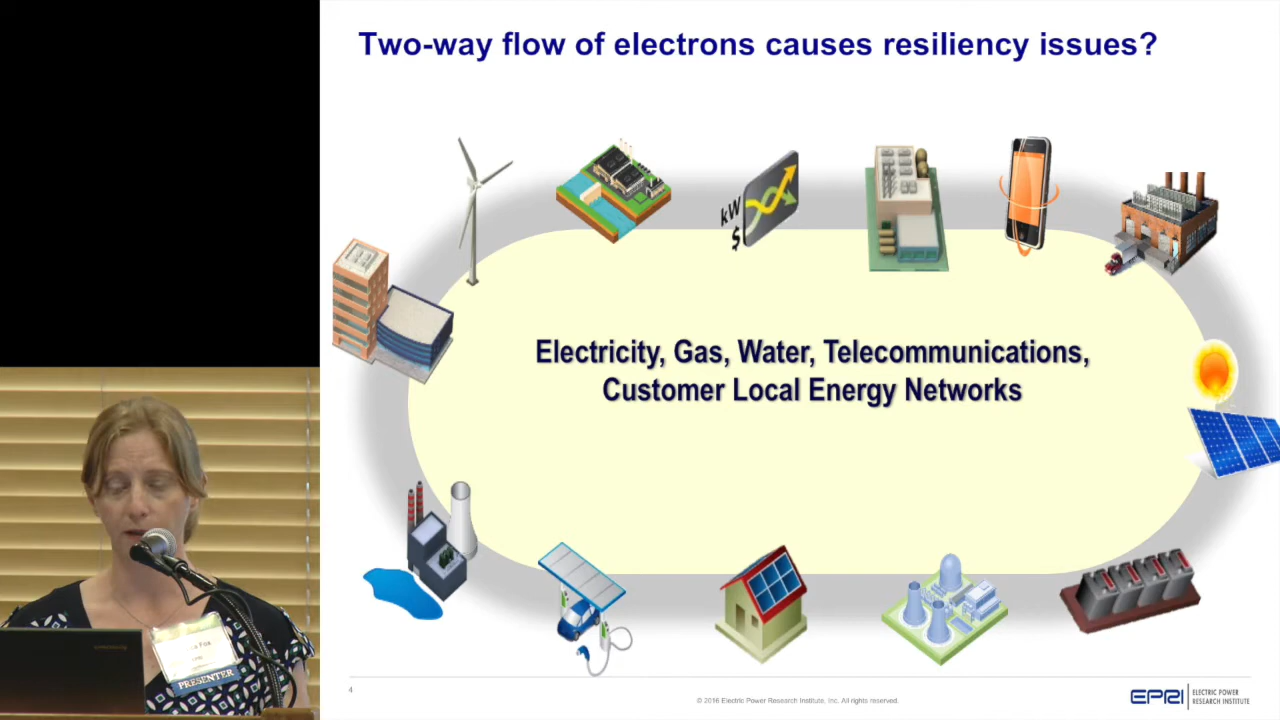 Two-way flow of electrons causes resiliency issues?
kW
$
Electricity, Gas, Water, Telecommunications,
Customer Local Energy Networks
Fox
PRESENTER
4
© 2016 Electric Power Research Institute, Inc. All rights reserved.
EPRI
ELECTRIC POWER
RESEARCH INSTITUTE